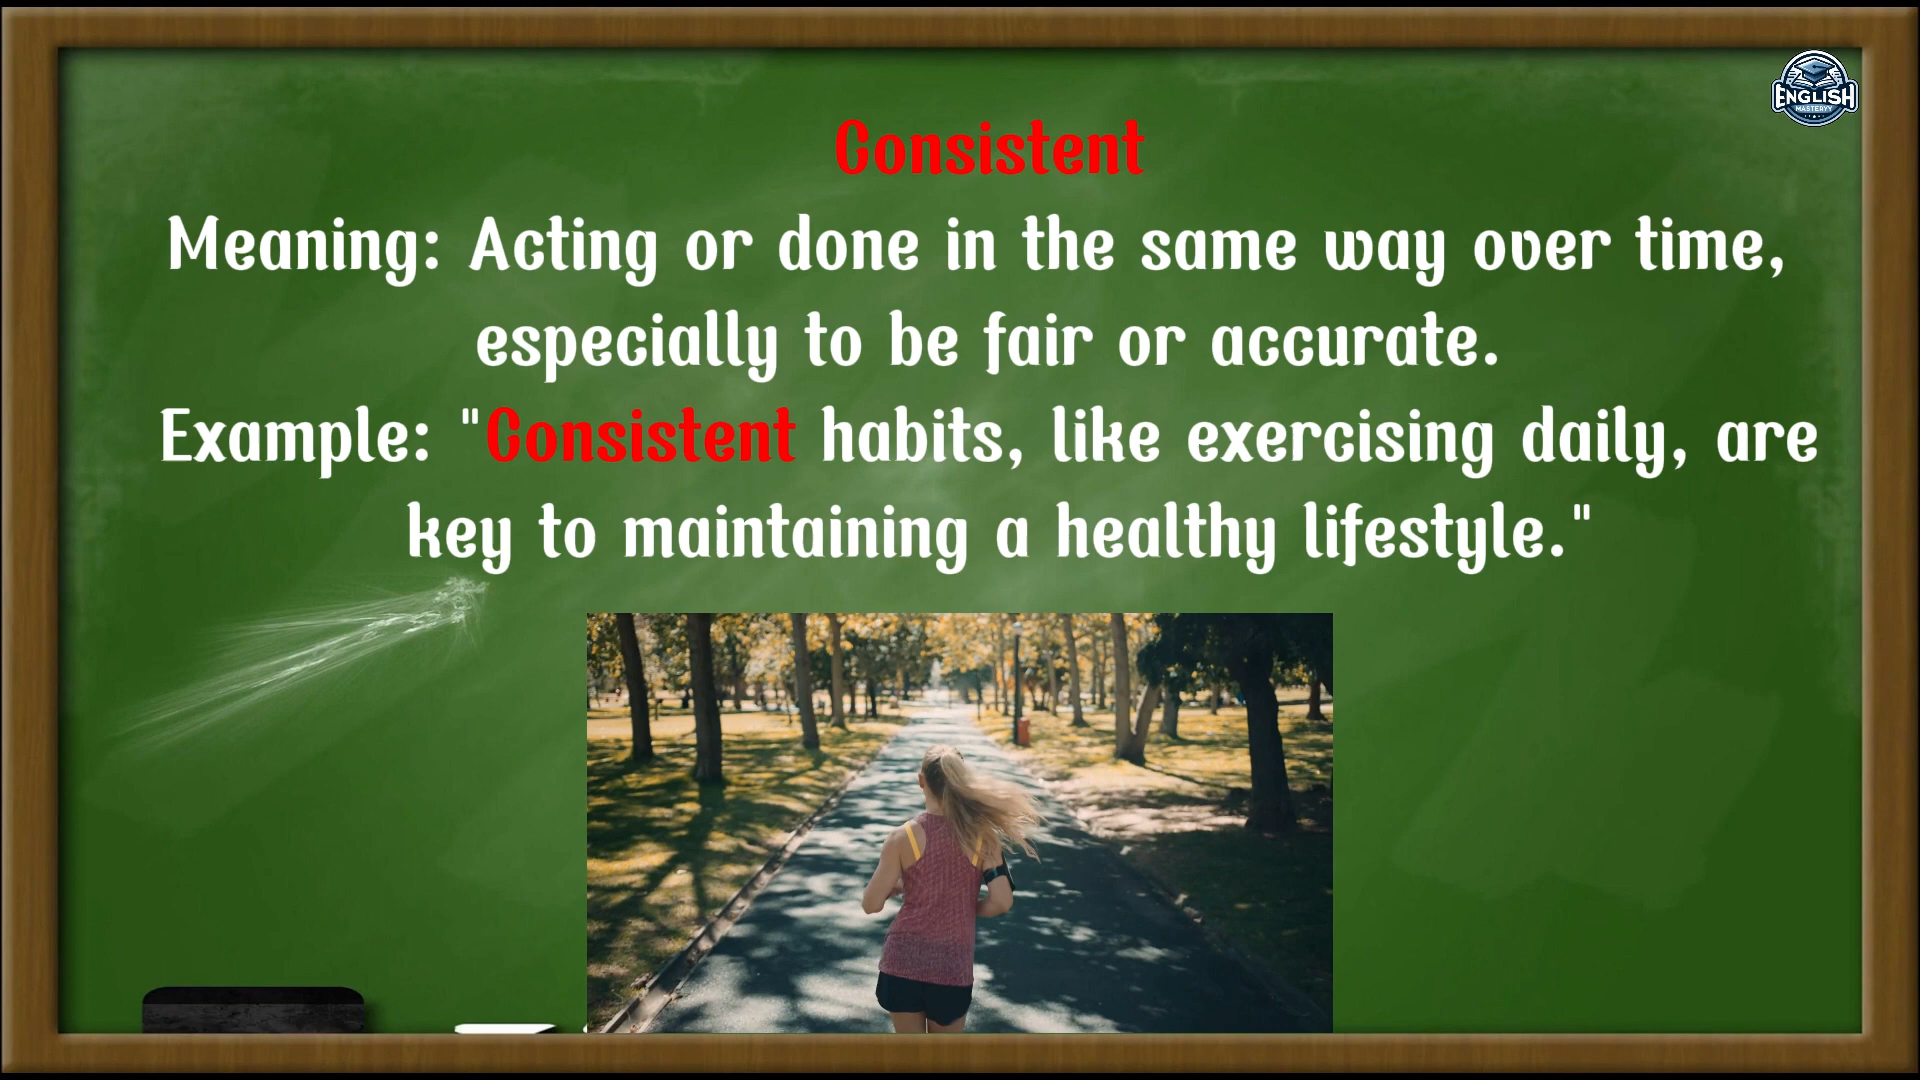 ENGLISH
MASTERYY
Consistent
Meaning: Acting or done in the same way over time,
especially to be fair or accurate.
Example: "Consistent habits, like exercising daily, are
key to maintaining a healthy lifestyle."